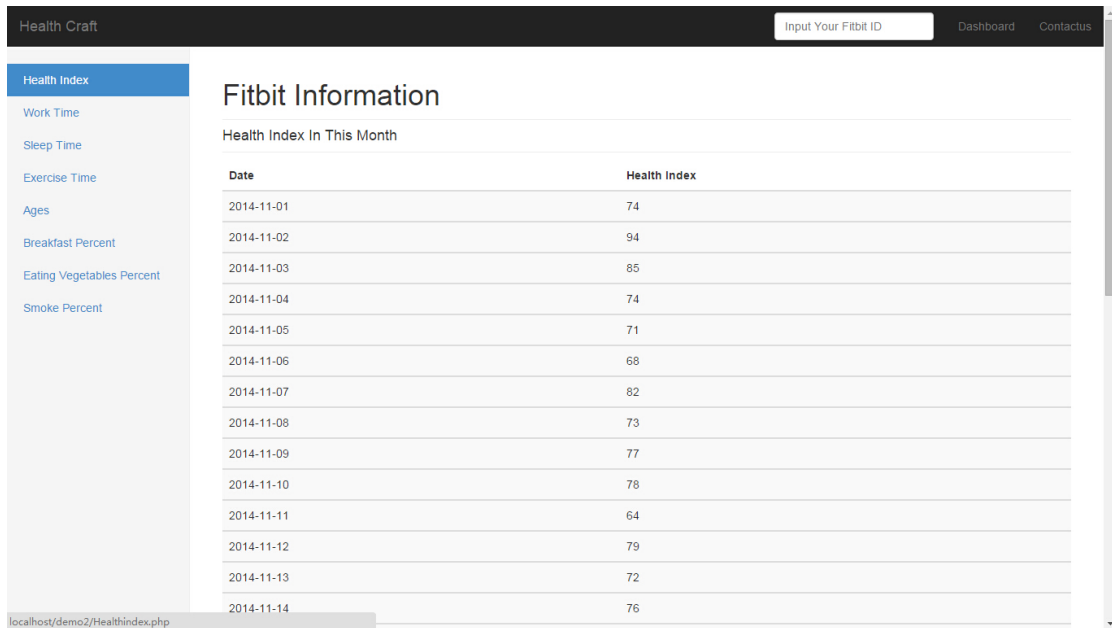 Health Craft
Input Your Fitbit ID
Dashboard
Contactus
Health Index
Work Time
Sleep Time
Exercise Time
Ages
Breakfast Percent
Eating Vegetables Percent
Smoke Percent
Fitbit Information
Health Index In This Month
Date Health Index
2014-11-01 74
2014-11-02 94
2014-11-03 85
2014-11-04 74
2014-11-05 71
2014-11-06 68
2014-11-07 82
2014-11-08 73
2014-11-09 77
2014-11-10 78
2014-11-11 64
2014-11-12 79
2014-11-13 72
2014-11-14 76
localhost/demo2/Healthindex.php